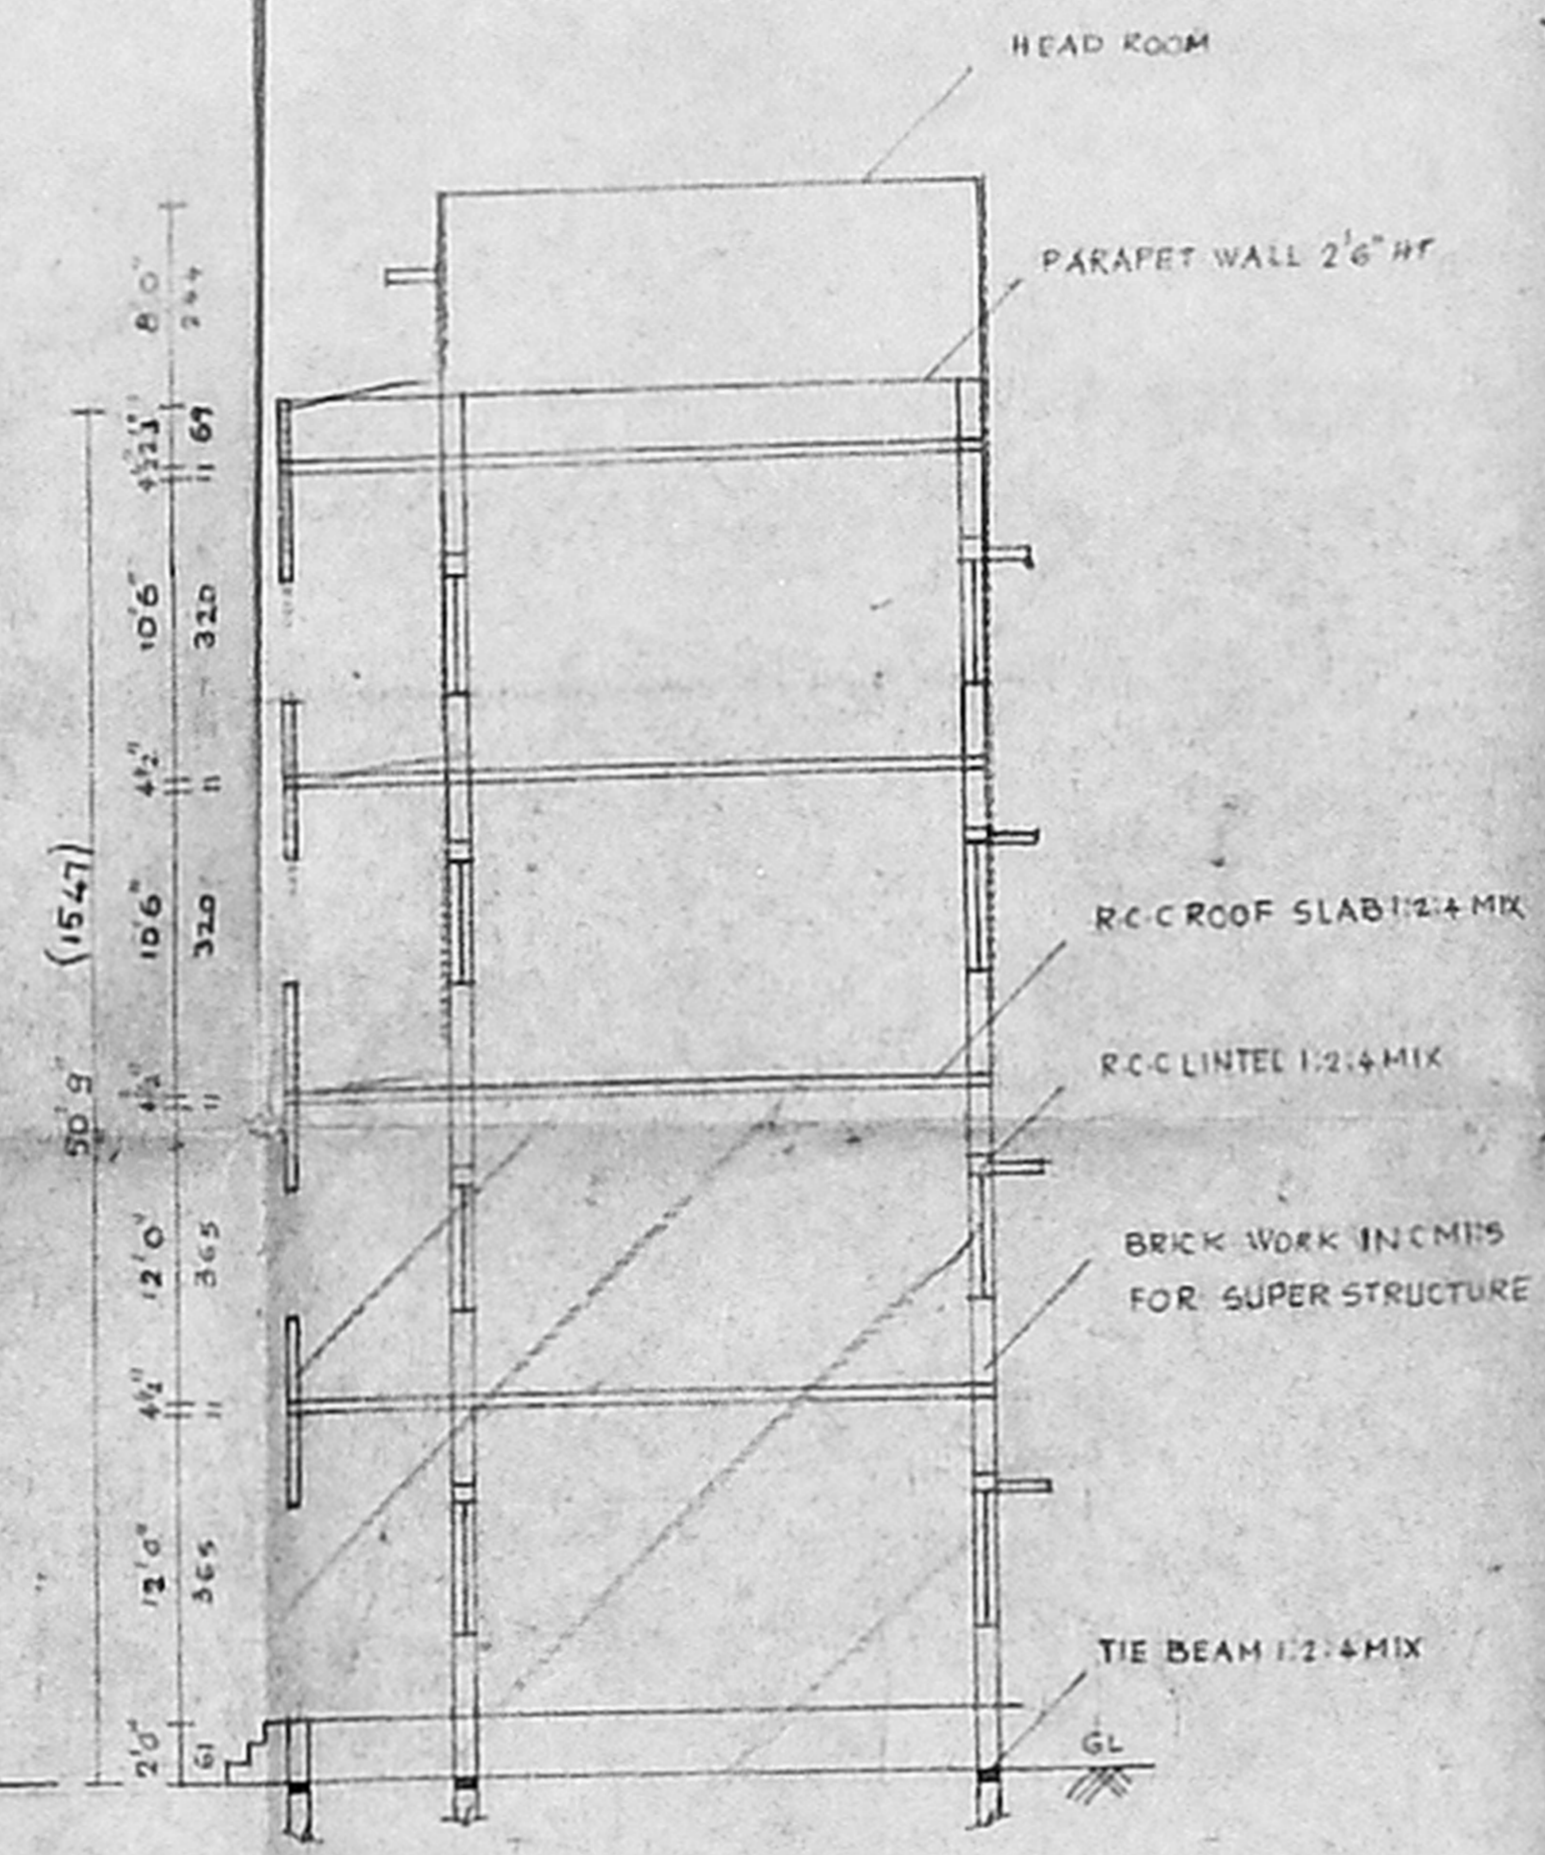 HEAD ROOM
PARAPET WALL 2'6" HT
R.C.C ROOF SLAB 1:2:4 MIX
R.C.C LINTEL 1:2:4 MIX
BRICK WORK IN CM 1:5
FOR SUPER STRUCTURE
TIE BEAM 1:2:4 MIX
GL
8'0"
244
4½"
69
11
10'6"
320
4½"
11
10'6"
320
(1547)
50'9"
4½"
11
12'0"
365
4½"
11
12'0"
365
2'0"
61